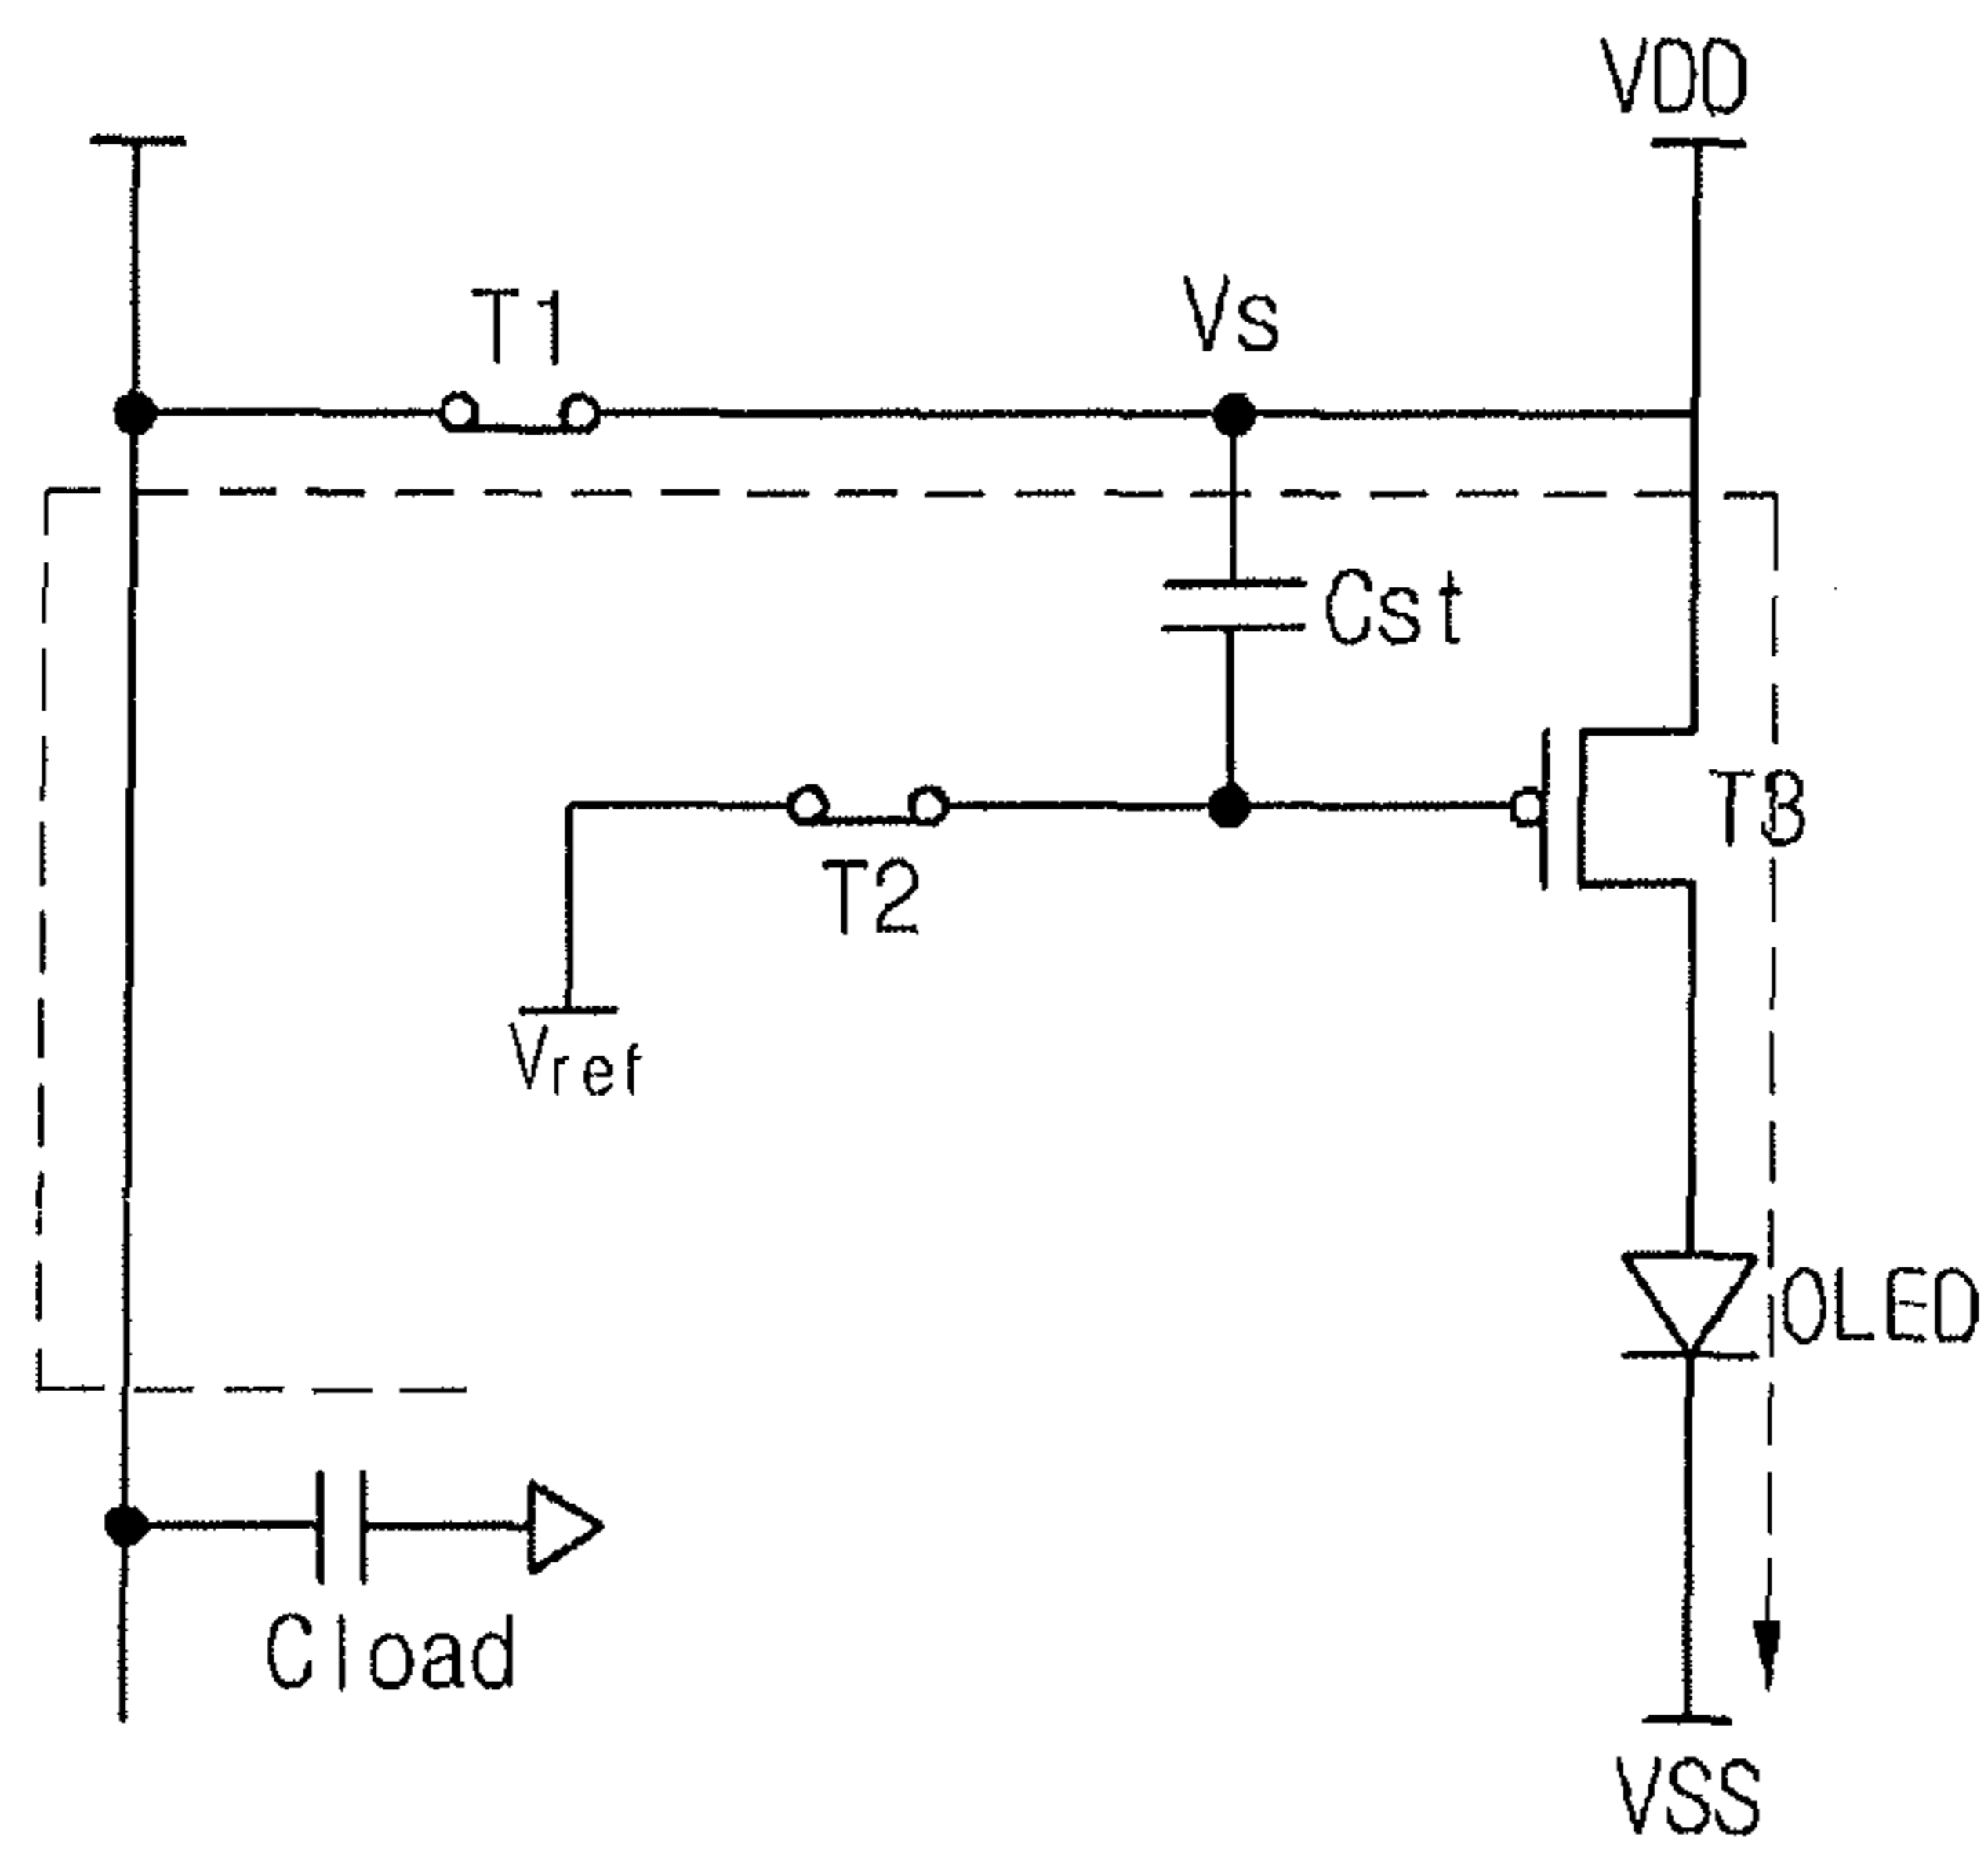 VDD
T1
Vs
Cst
T3
T2
Vref
OLED
Cload
VSS